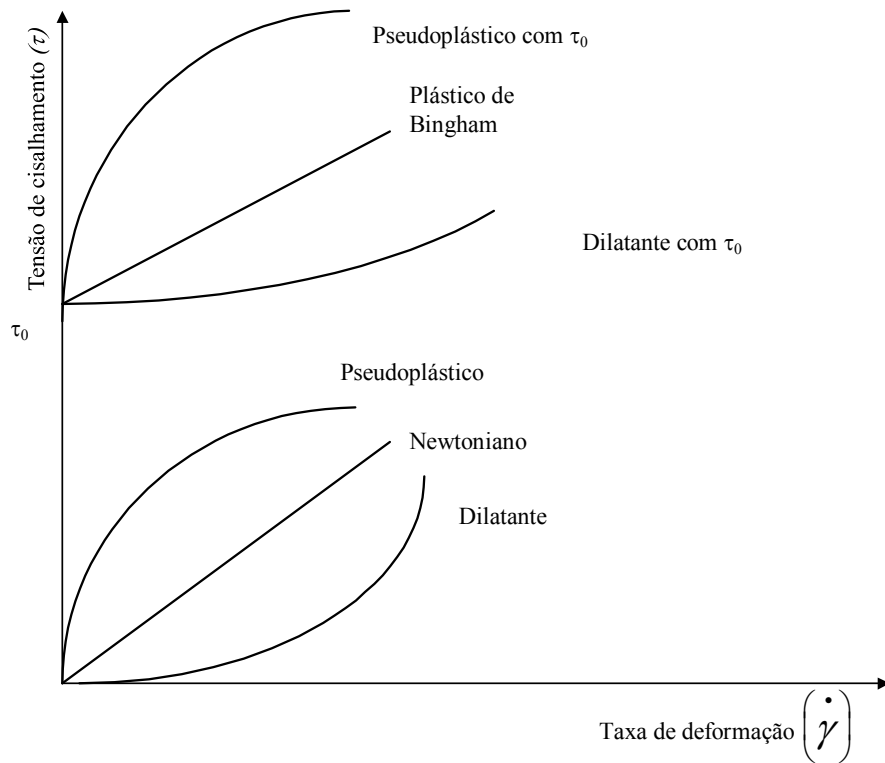 Tensão de cisalhamento (τ)
Pseudoplástico com τ₀
Plástico de
Bingham
Dilatante com τ₀
τ₀
Pseudoplástico
Newtoniano
Dilatante
Taxa de deformação (γ̇)